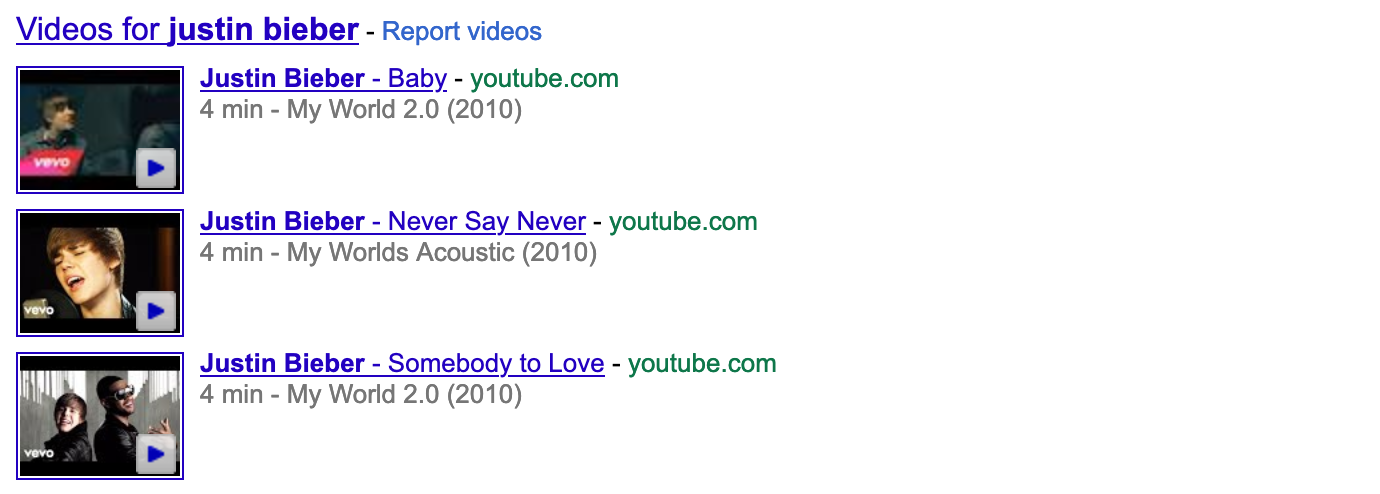 Videos for justin bieber - Report videos
Justin Bieber - Baby - youtube.com
4 min - My World 2.0 (2010)
vevo
Justin Bieber - Never Say Never - youtube.com
4 min - My Worlds Acoustic (2010)
vevo
Justin Bieber - Somebody to Love - youtube.com
4 min - My World 2.0 (2010)
vevo